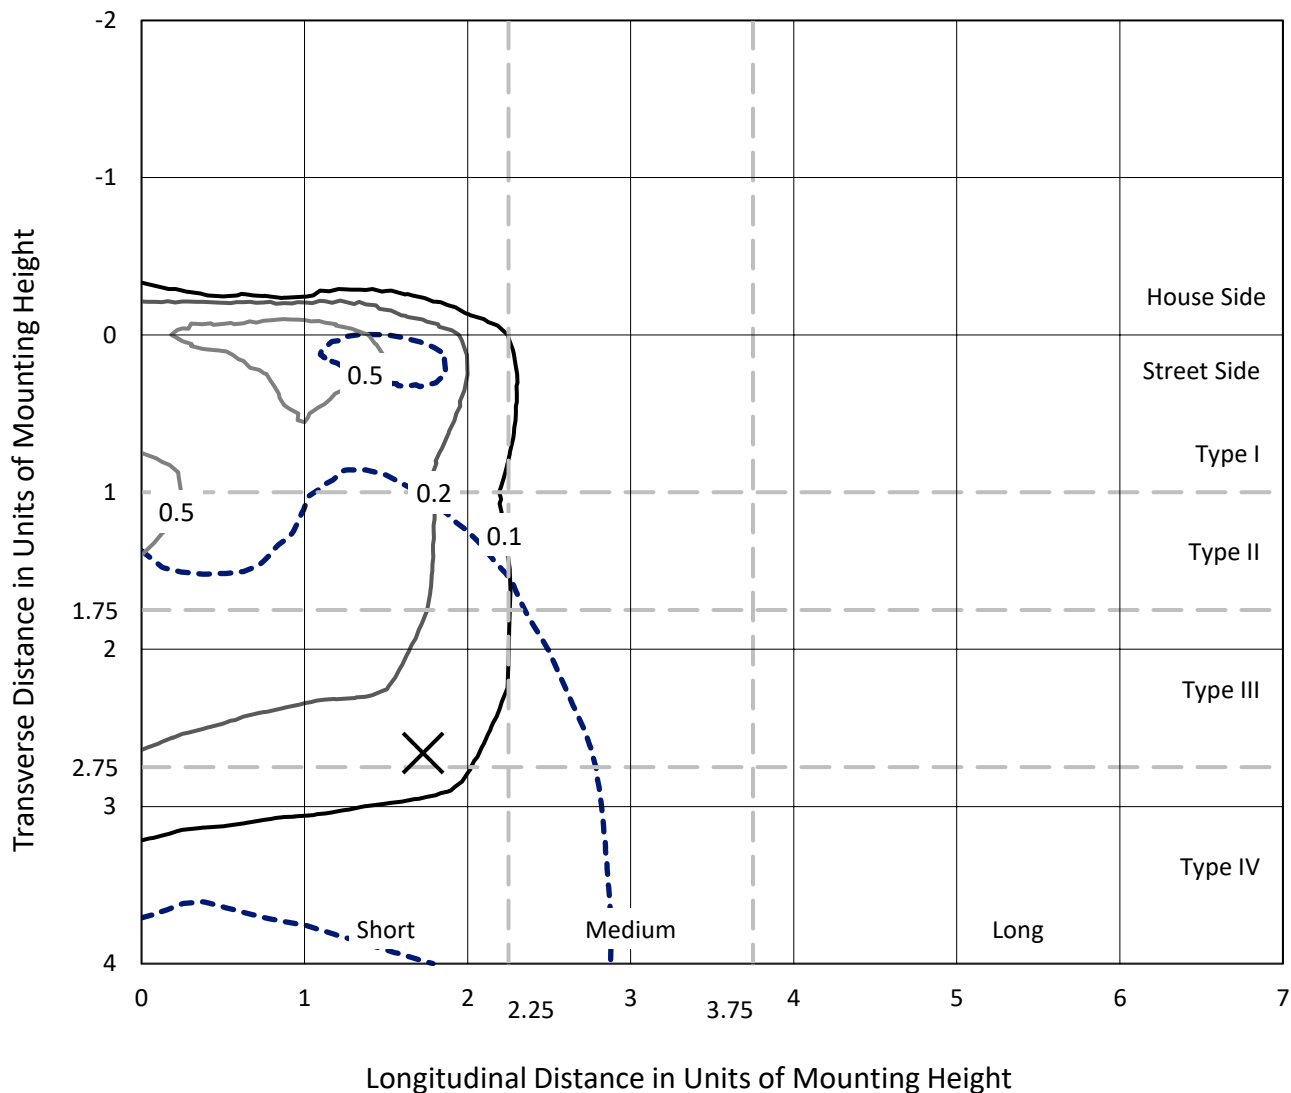 -2
-1
House Side
0
Street Side
0.5
Type I
0.2
1
0.5
0.1
Type II
1.75
2
Type III
2.75
3
Type IV
Short
Medium
Long
4
0
1
2
2.25
3
3.75
4
5
6
7
Longitudinal Distance in Units of Mounting Height
Transverse Distance in Units of Mounting Height